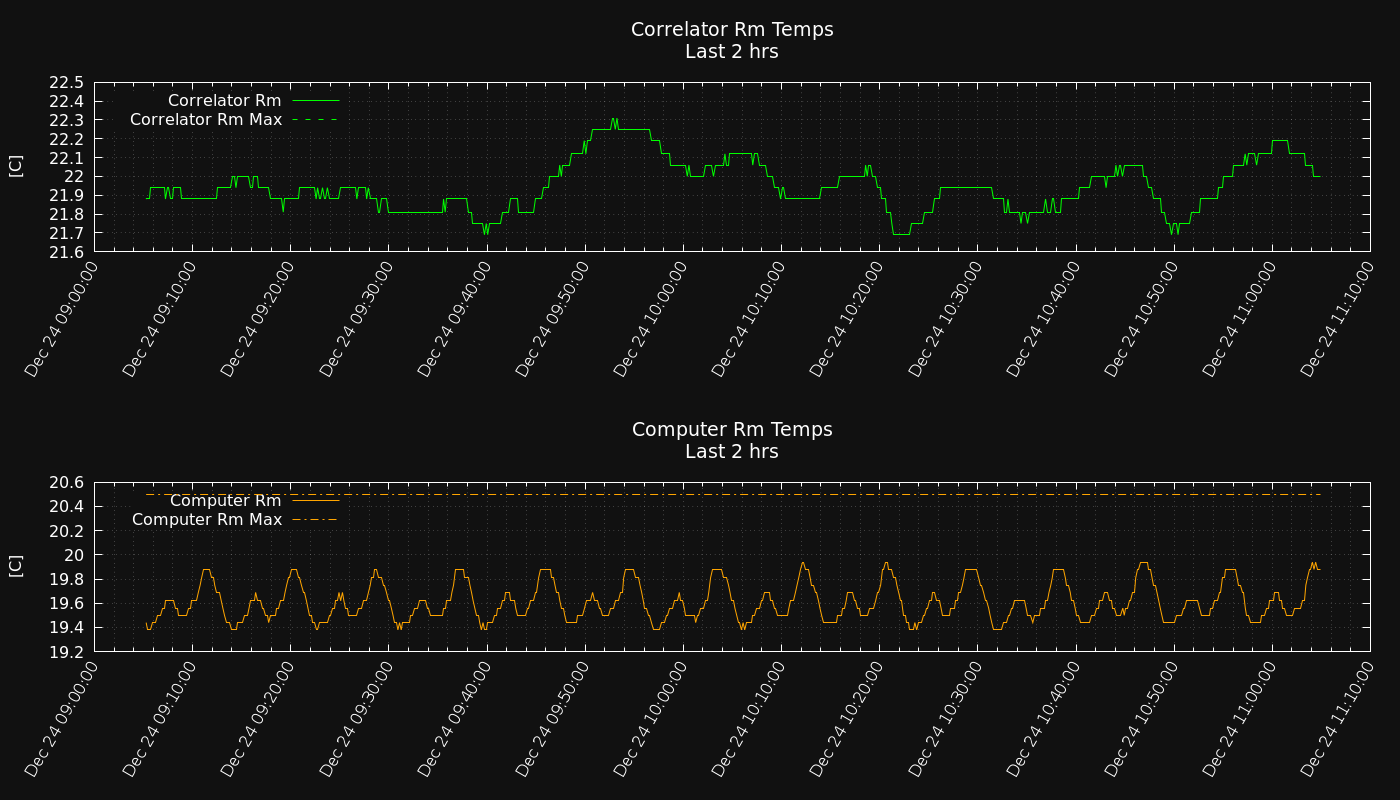 Correlator Rm Temps
Last 2 hrs
[C]
22.5
22.4
22.3
22.2
22.1
22
21.9
21.8
21.7
21.6
Correlator Rm
Correlator Rm Max
Dec 24 09:00:00
Dec 24 09:10:00
Dec 24 09:20:00
Dec 24 09:30:00
Dec 24 09:40:00
Dec 24 09:50:00
Dec 24 10:00:00
Dec 24 10:10:00
Dec 24 10:20:00
Dec 24 10:30:00
Dec 24 10:40:00
Dec 24 10:50:00
Dec 24 11:00:00
Dec 24 11:10:00
Computer Rm Temps
Last 2 hrs
[C]
20.6
20.4
20.2
20
19.8
19.6
19.4
19.2
Computer Rm
Computer Rm Max
Dec 24 09:00:00
Dec 24 09:10:00
Dec 24 09:20:00
Dec 24 09:30:00
Dec 24 09:40:00
Dec 24 09:50:00
Dec 24 10:00:00
Dec 24 10:10:00
Dec 24 10:20:00
Dec 24 10:30:00
Dec 24 10:40:00
Dec 24 10:50:00
Dec 24 11:00:00
Dec 24 11:10:00